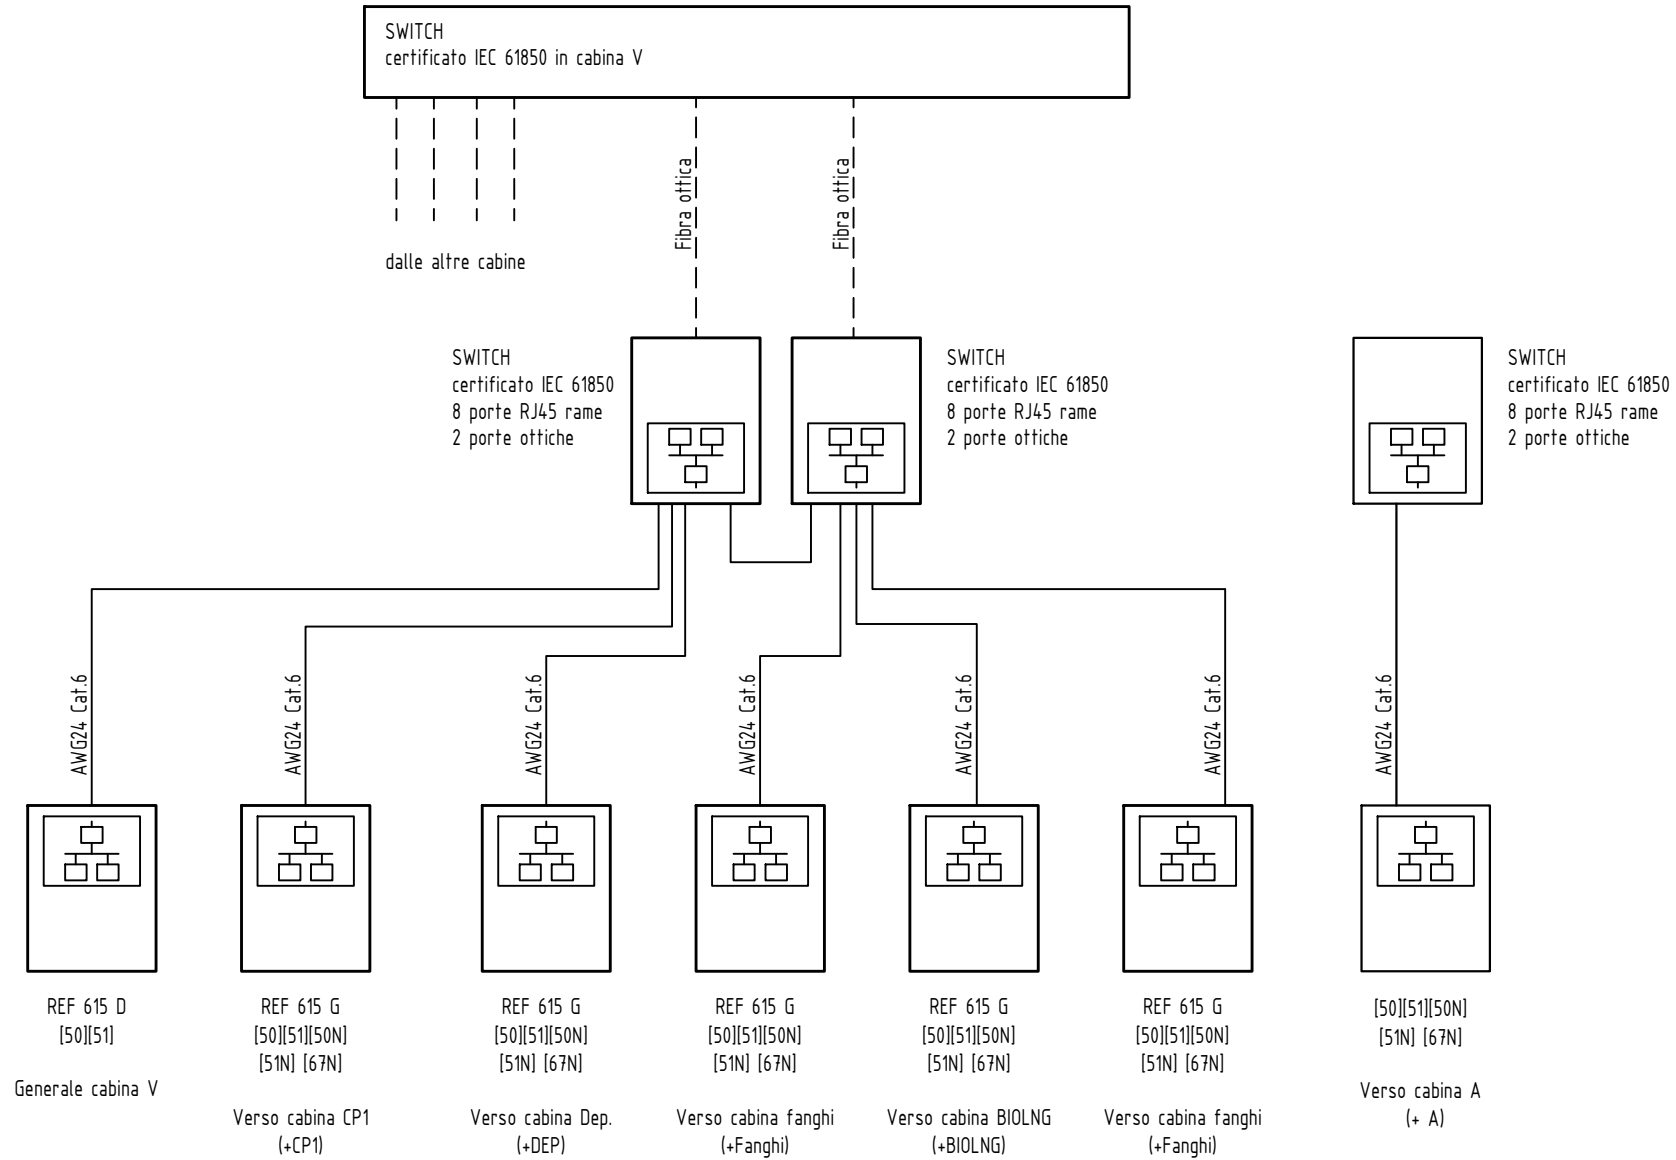 SWITCH
certificato IEC 61850 in cabina V
Fibra ottica
Fibra ottica
dalle altre cabine
SWITCH
certificato IEC 61850
8 porte RJ45 rame
2 porte ottiche
SWITCH
certificato IEC 61850
8 porte RJ45 rame
2 porte ottiche
SWITCH
certificato IEC 61850
8 porte RJ45 rame
2 porte ottiche
AWG24 Cat.6
AWG24 Cat.6
AWG24 Cat.6
AWG24 Cat.6
AWG24 Cat.6
AWG24 Cat.6
AWG24 Cat.6
REF 615 D
[50][51]
Generale cabina V
REF 615 G
[50][51][50N]
[51N] [67N]
Verso cabina CP1
(+CP1)
REF 615 G
[50][51][50N]
[51N] [67N]
Verso cabina Dep.
(+DEP)
REF 615 G
[50][51][50N]
[51N] [67N]
Verso cabina fanghi
(+Fanghi)
REF 615 G
[50][51][50N]
[51N] [67N]
Verso cabina BIOLNG
(+BIOLNG)
REF 615 G
[50][51][50N]
[51N] [67N]
Verso cabina fanghi
(+Fanghi)
[50][51][50N]
[51N] [67N]
Verso cabina A
(+ A)